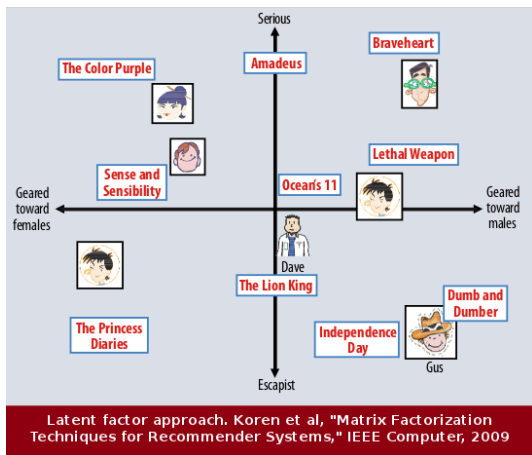 Serious
Braveheart
Amadeus
The Color Purple
Lethal Weapon
Sense and
Sensibility
Ocean's 11
Geared
toward
females
Geared
toward
males
Dave
The Lion King
Dumb and
Dumber
The Princess
Diaries
Independence
Day
Gus
Escapist
Latent factor approach. Koren et al, "Matrix Factorization
Techniques for Recommender Systems," IEEE Computer, 2009